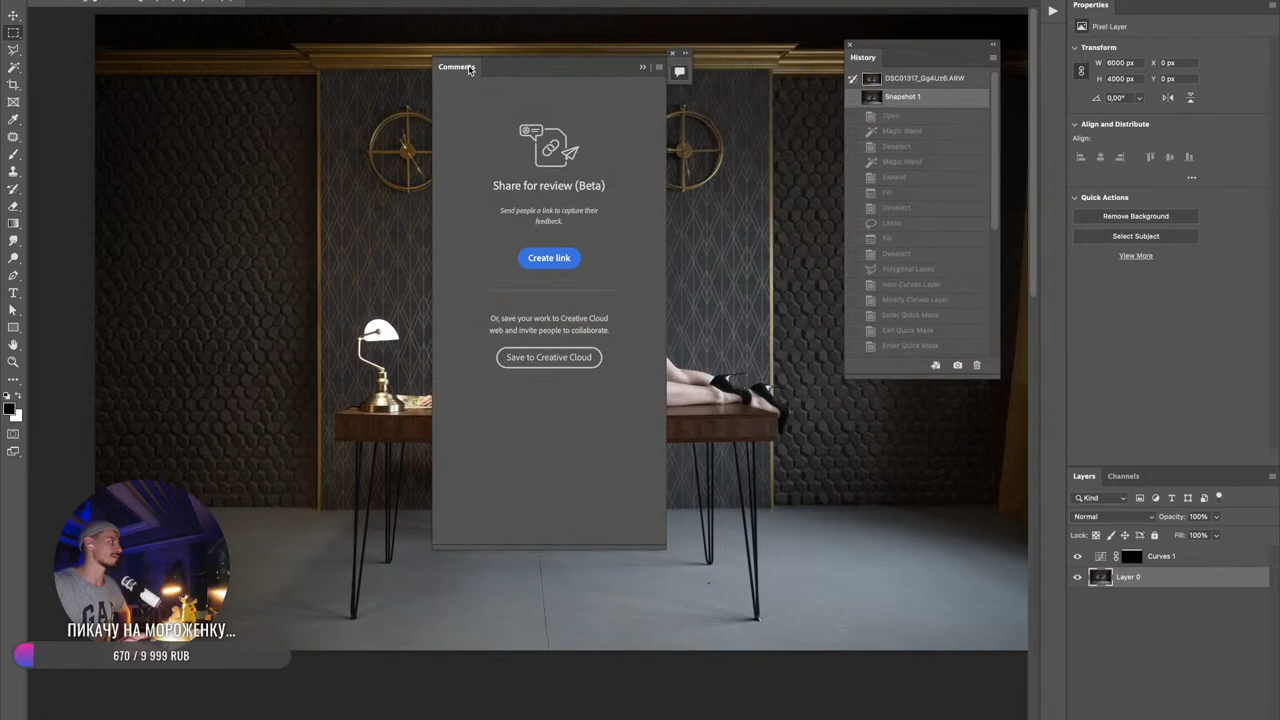 Comments
Share for review (Beta)
Send people a link to capture their
feedback.
Create link
Or, save your work to Creative Cloud
web and invite people to collaborate.
Save to Creative Cloud
History
DSC01317_Gg4Uz6.ARW
Snapshot 1
Open
Magic Wand
Deselect
Magic Wand
Expand
Fill
Deselect
Lasso
Fill
Deselect
Polygonal Lasso
New Curves Layer
Modify Curves Layer
Enter Quick Mask
Exit Quick Mask
Enter Quick Mask
Properties
Pixel Layer
Transform
W 6000 px X 0 px
H 4000 px Y 0 px
0,00°
Align and Distribute
Align:
Quick Actions
Remove Background
Select Subject
View More
Layers Channels
Kind
Normal Opacity: 100%
Lock: Fill: 100%
Curves 1
Layer 0
ПИКАЧУ НА МОРОЖЕНКУ...
670 / 9 999 RUB